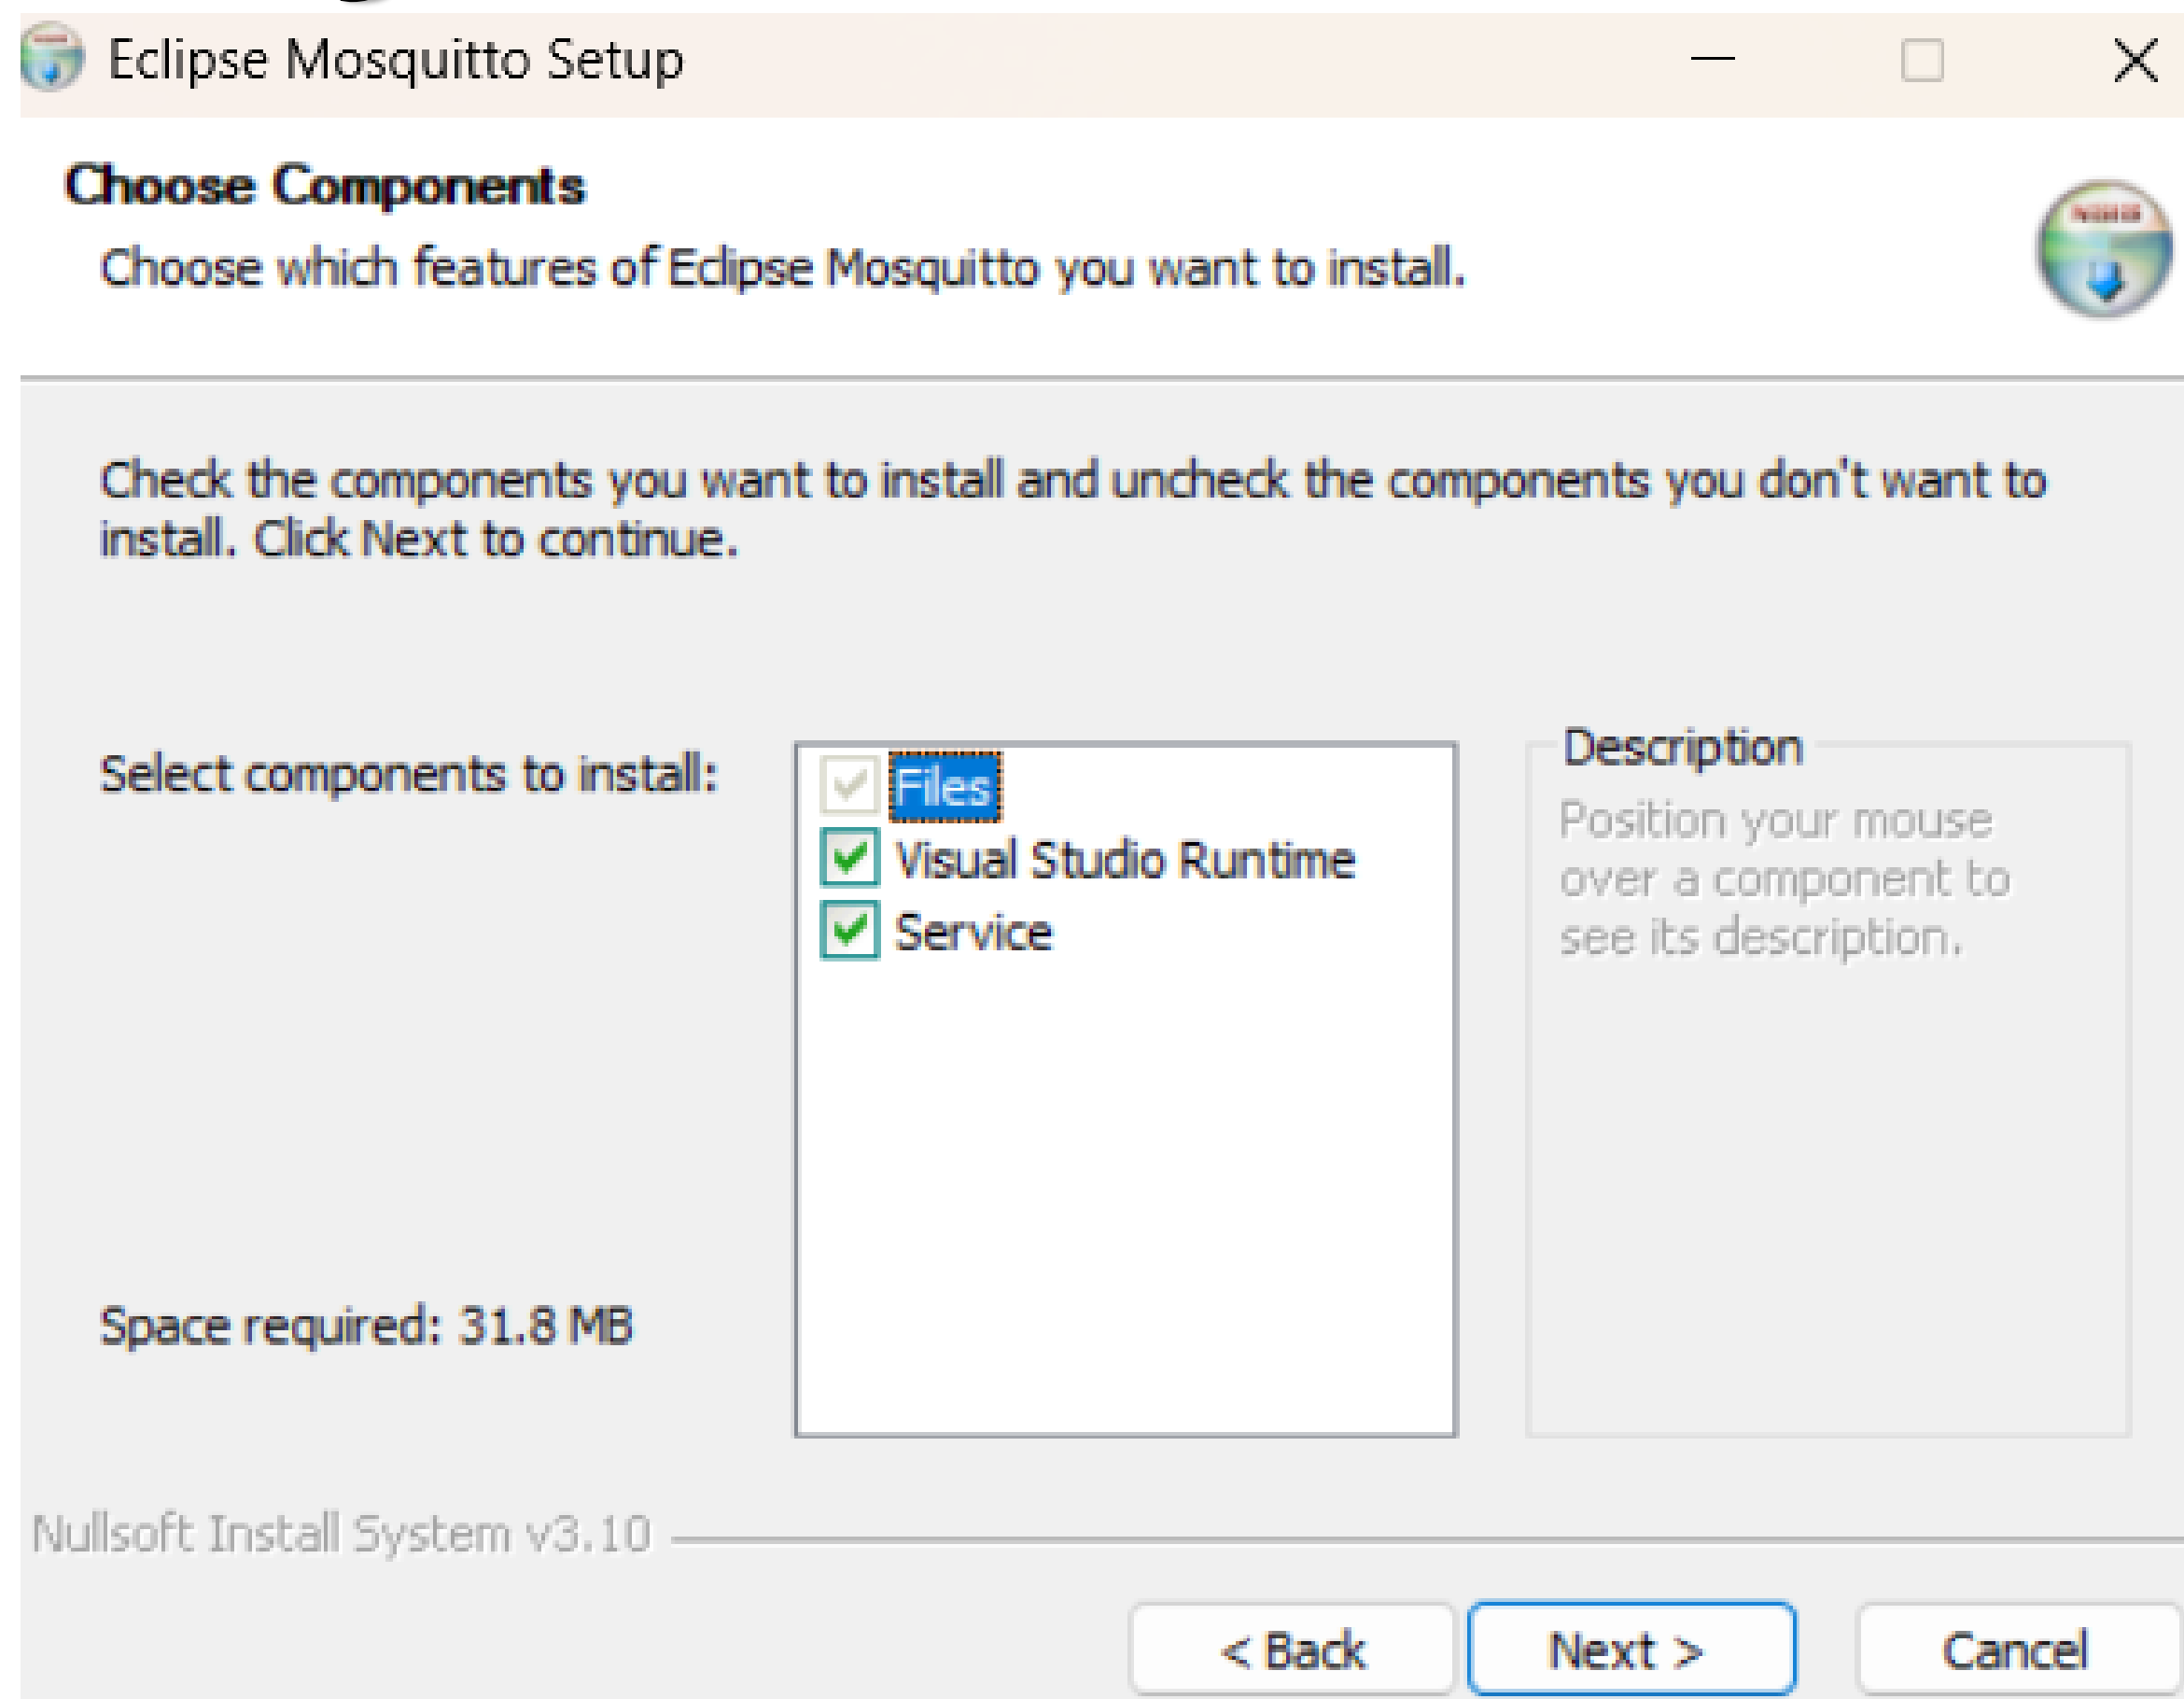 Eclipse Mosquitto Setup
Choose Components
Choose which features of Eclipse Mosquitto you want to install.
Check the components you want to install and uncheck the components you don't want to
install. Click Next to continue.
Select components to install:
Files
Visual Studio Runtime
Service
Description
Position your mouse
over a component to
see its description.
Space required: 31.8 MB
Nullsoft Install System v3.10
< Back
Next >
Cancel